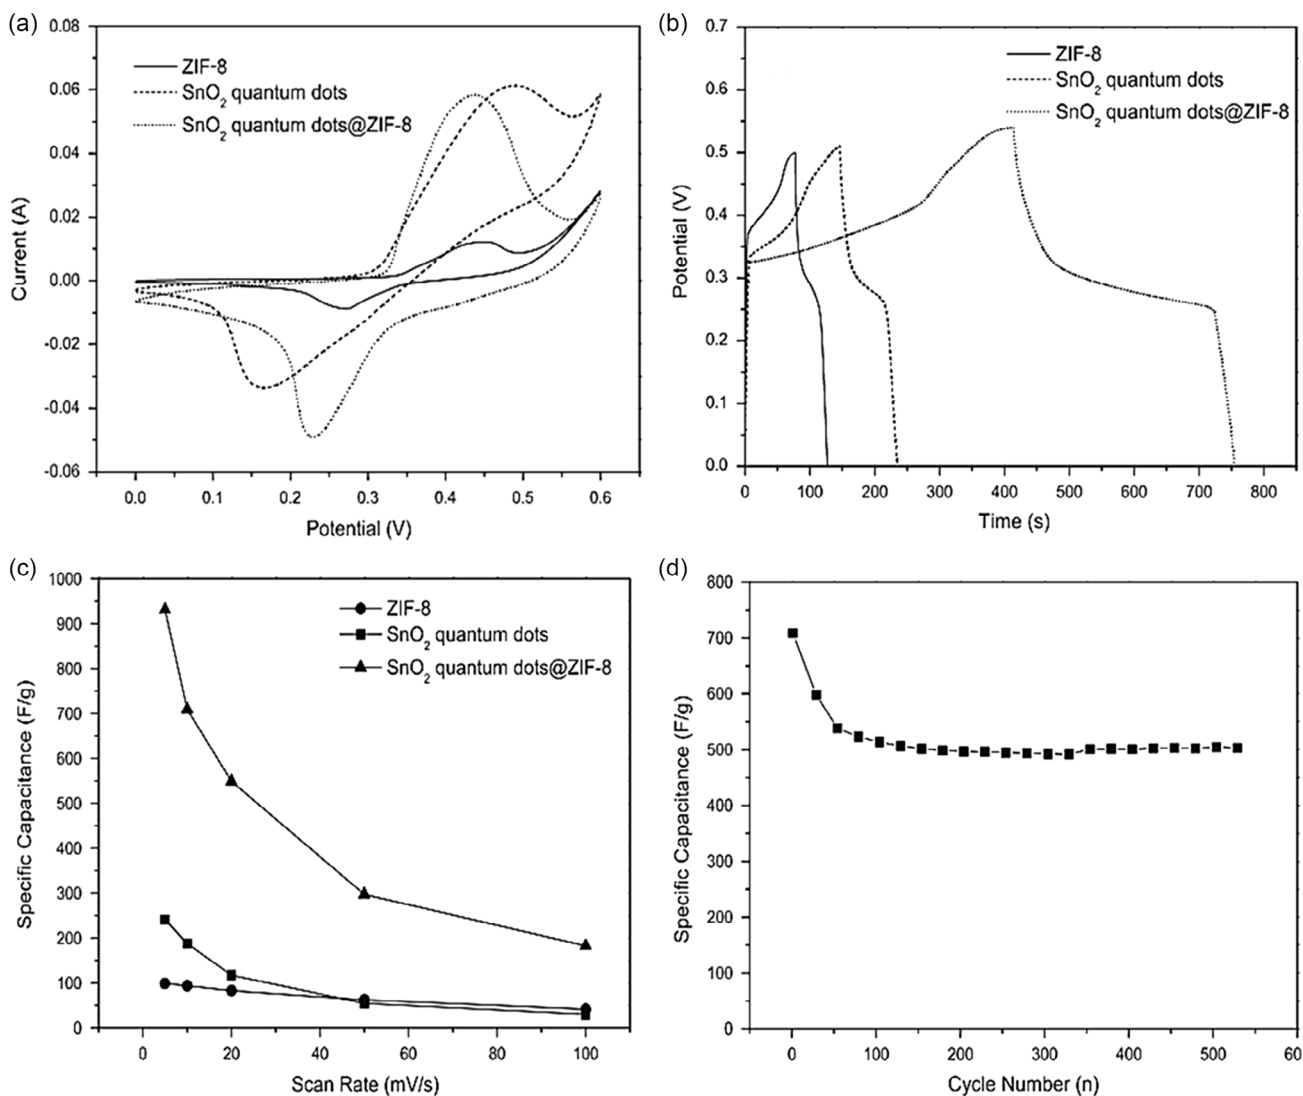 (a)
0.08
0.06
0.04
0.02
0.00
-0.02
-0.04
-0.06
Current (A)
ZIF-8
SnO2 quantum dots
SnO2 quantum dots@ZIF-8
0.0 0.1 0.2 0.3 0.4 0.5 0.6
Potential (V)
(b)
0.7
0.6
0.5
0.4
0.3
0.2
0.1
0.0
Potential (V)
ZIF-8
SnO2 quantum dots
SnO2 quantum dots@ZIF-8
0 100 200 300 400 500 600 700 800
Time (s)
(c)
1000
900
800
700
600
500
400
300
200
100
0
Specific Capacitance (F/g)
ZIF-8
SnO2 quantum dots
SnO2 quantum dots@ZIF-8
0 20 40 60 80 100
Scan Rate (mV/s)
(d)
800
700
600
500
400
300
200
100
0
Specific Capacitance (F/g)
0 100 200 300 400 500 60
Cycle Number (n)